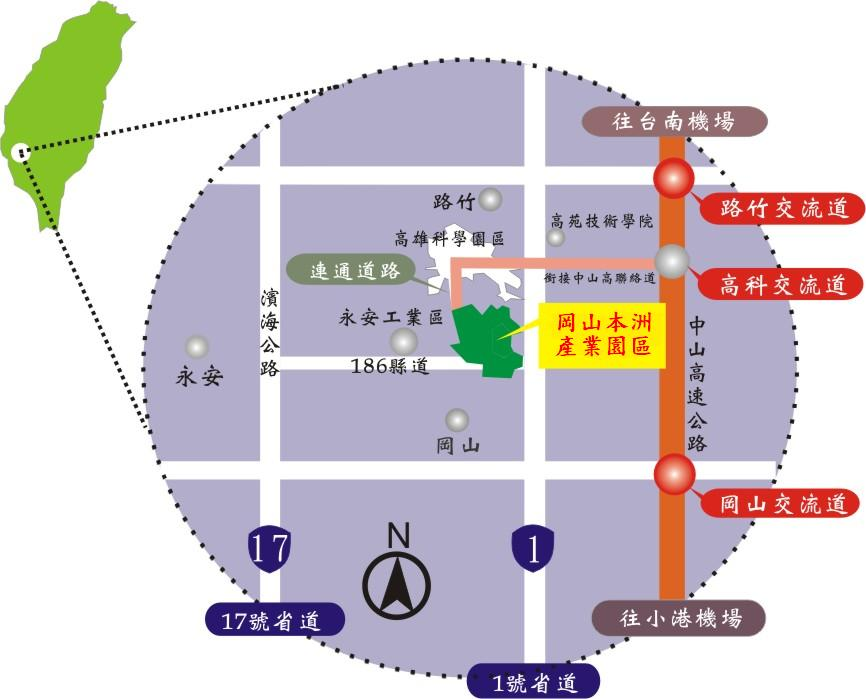 往台南機場
路竹交流道
路竹
高苑技術學院
高雄科學園區
連通道路
銜接中山高聯絡道
高科交流道
濱海公路
永安工業區
岡山本洲
產業園區
中山高速公路
186縣道
永安
岡山
岡山交流道
N
17
1
17號省道
往小港機場
1號省道